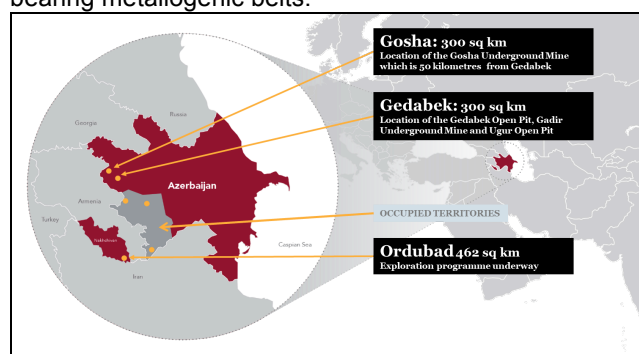 bearing metallogenic belts.
Gosha: 300 sq km
Location of the Gosha Underground Mine
which is 50 kilometres from Gedabek
Gedabek: 300 sq km
Location of the Gedabek Open Pit, Gadir
Underground Mine and Ugur Open Pit
OCCUPIED TERRITORIES
Ordubad 462 sq km
Exploration programme underway
Russia
Georgia
Azerbaijan
Armenia
Turkey
Nakhchivan
Caspian Sea
Iran